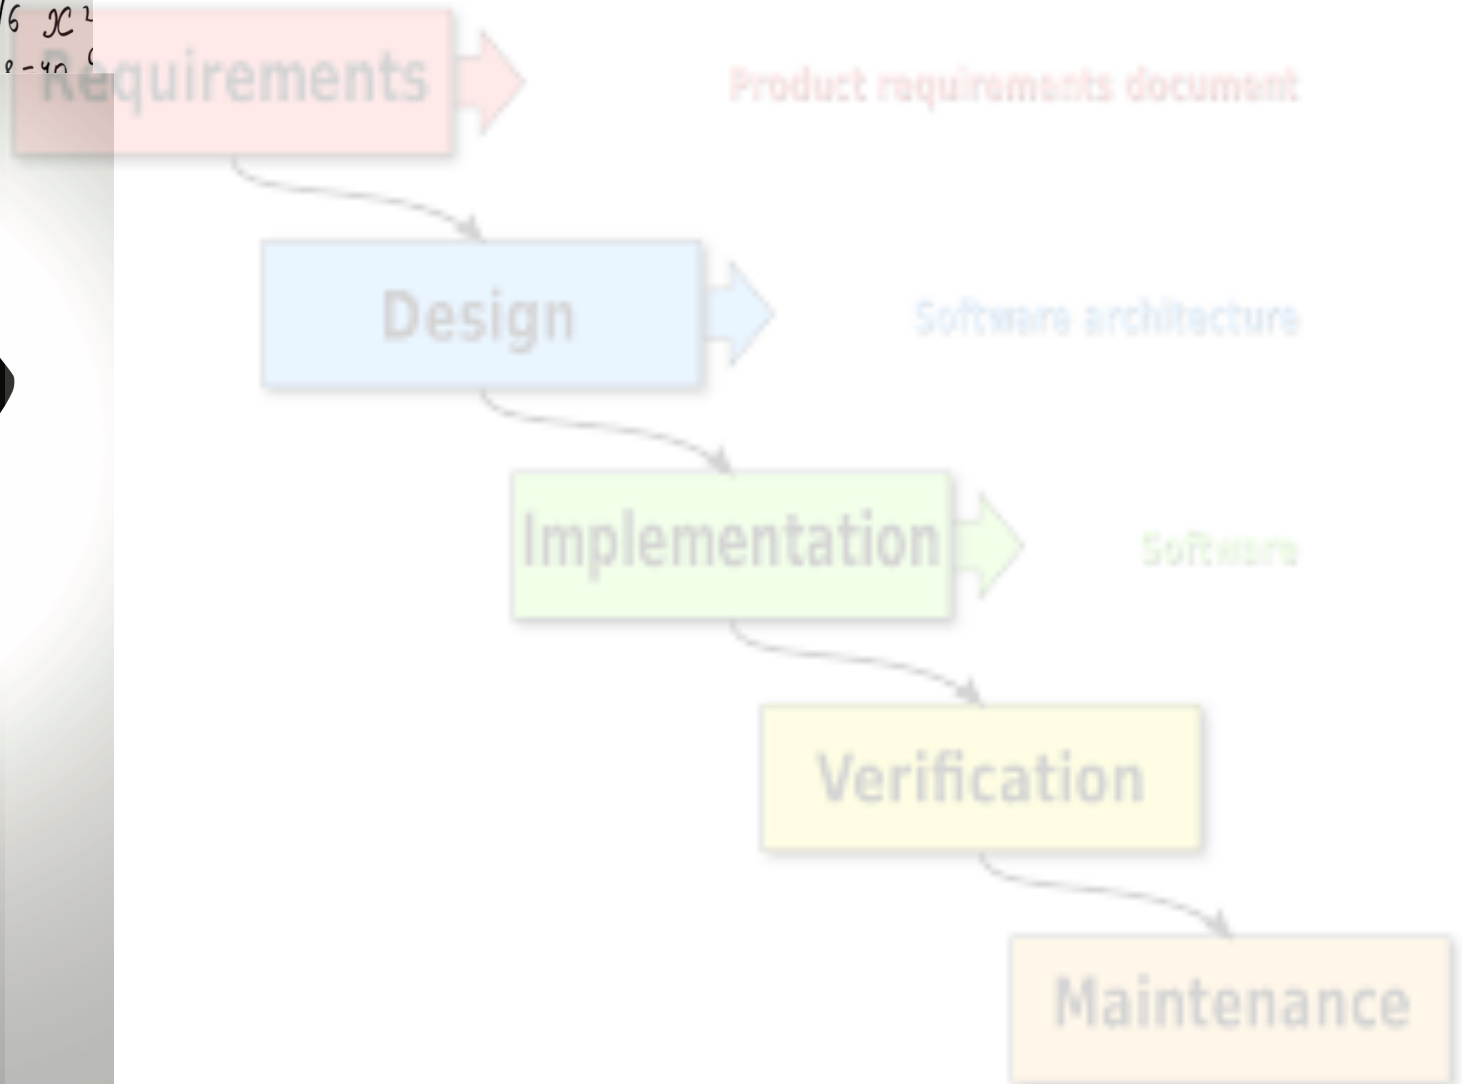 Requirements
Product requirements document
Design
Software architecture
Implementation
Software
Verification
Maintenance